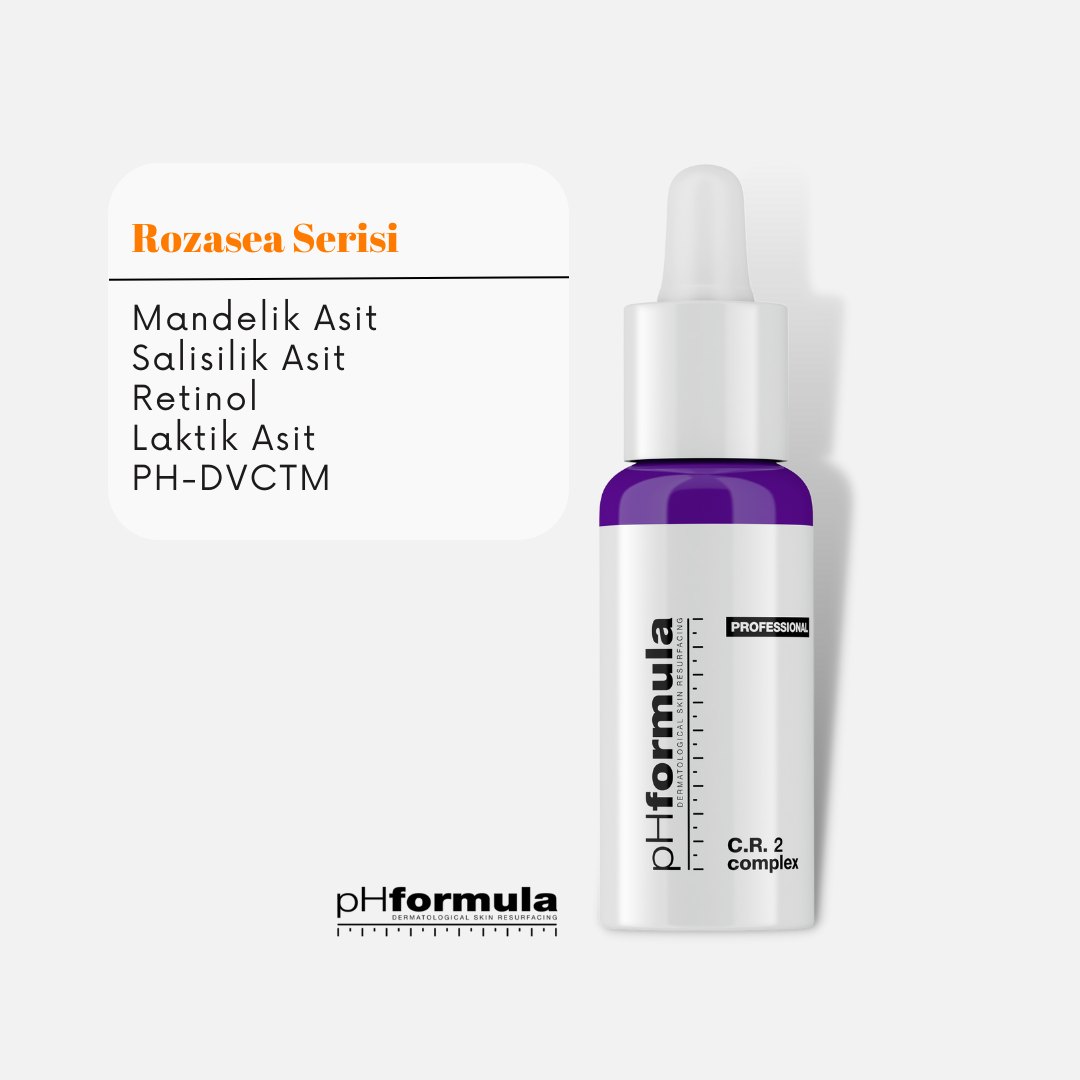 Rozasea Serisi
Mandelik Asit
Salisilik Asit
Retinol
Laktik Asit
PH-DVCTM
pHformula
DERMATOLOGICAL SKIN RESURFACING
PROFESSIONAL
C.R. 2
complex
pHformula
DERMATOLOGICAL SKIN RESURFACING